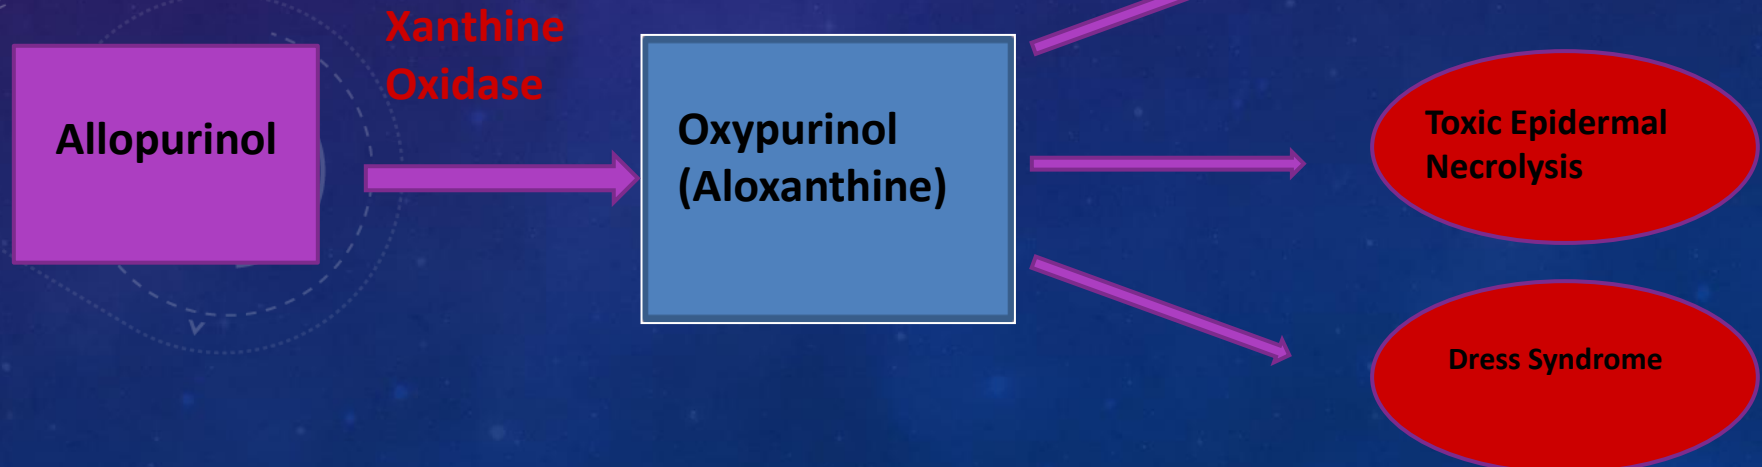 Xanthine
Oxidase
Allopurinol
Oxypurinol
(Aloxanthine)
Toxic Epidermal
Necrolysis
Dress Syndrome